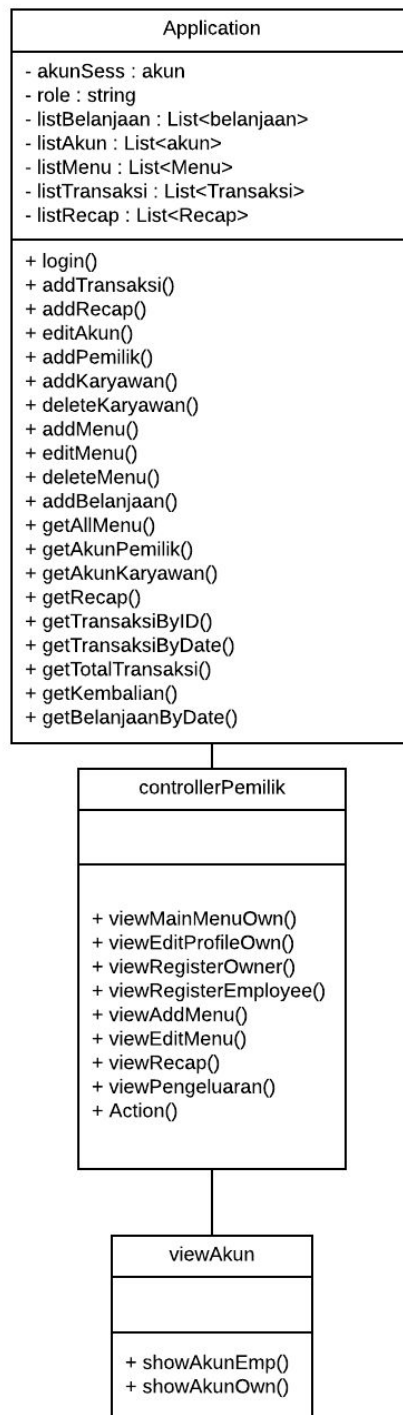 Application
- akunSess : akun
- role : string
- listBelanjaan : List<belanjaan>
- listAkun : List<akun>
- listMenu : List<Menu>
- listTransaksi : List<Transaksi>
- listRecap : List<Recap>
+ login()
+ addTransaksi()
+ addRecap()
+ editAkun()
+ addPemilik()
+ addKaryawan()
+ deleteKaryawan()
+ addMenu()
+ editMenu()
+ deleteMenu()
+ addBelanjaan()
+ getAllMenu()
+ getAkunPemilik()
+ getAkunKaryawan()
+ getRecap()
+ getTransaksiByID()
+ getTransaksiByDate()
+ getTotalTransaksi()
+ getKembalian()
+ getBelanjaanByDate()
controllerPemilik
+ viewMainMenuOwn()
+ viewEditProfileOwn()
+ viewRegisterOwner()
+ viewRegisterEmployee()
+ viewAddMenu()
+ viewEditMenu()
+ viewRecap()
+ viewPengeluaran()
+ Action()
viewAkun
+ showAkunEmp()
+ showAkunOwn()